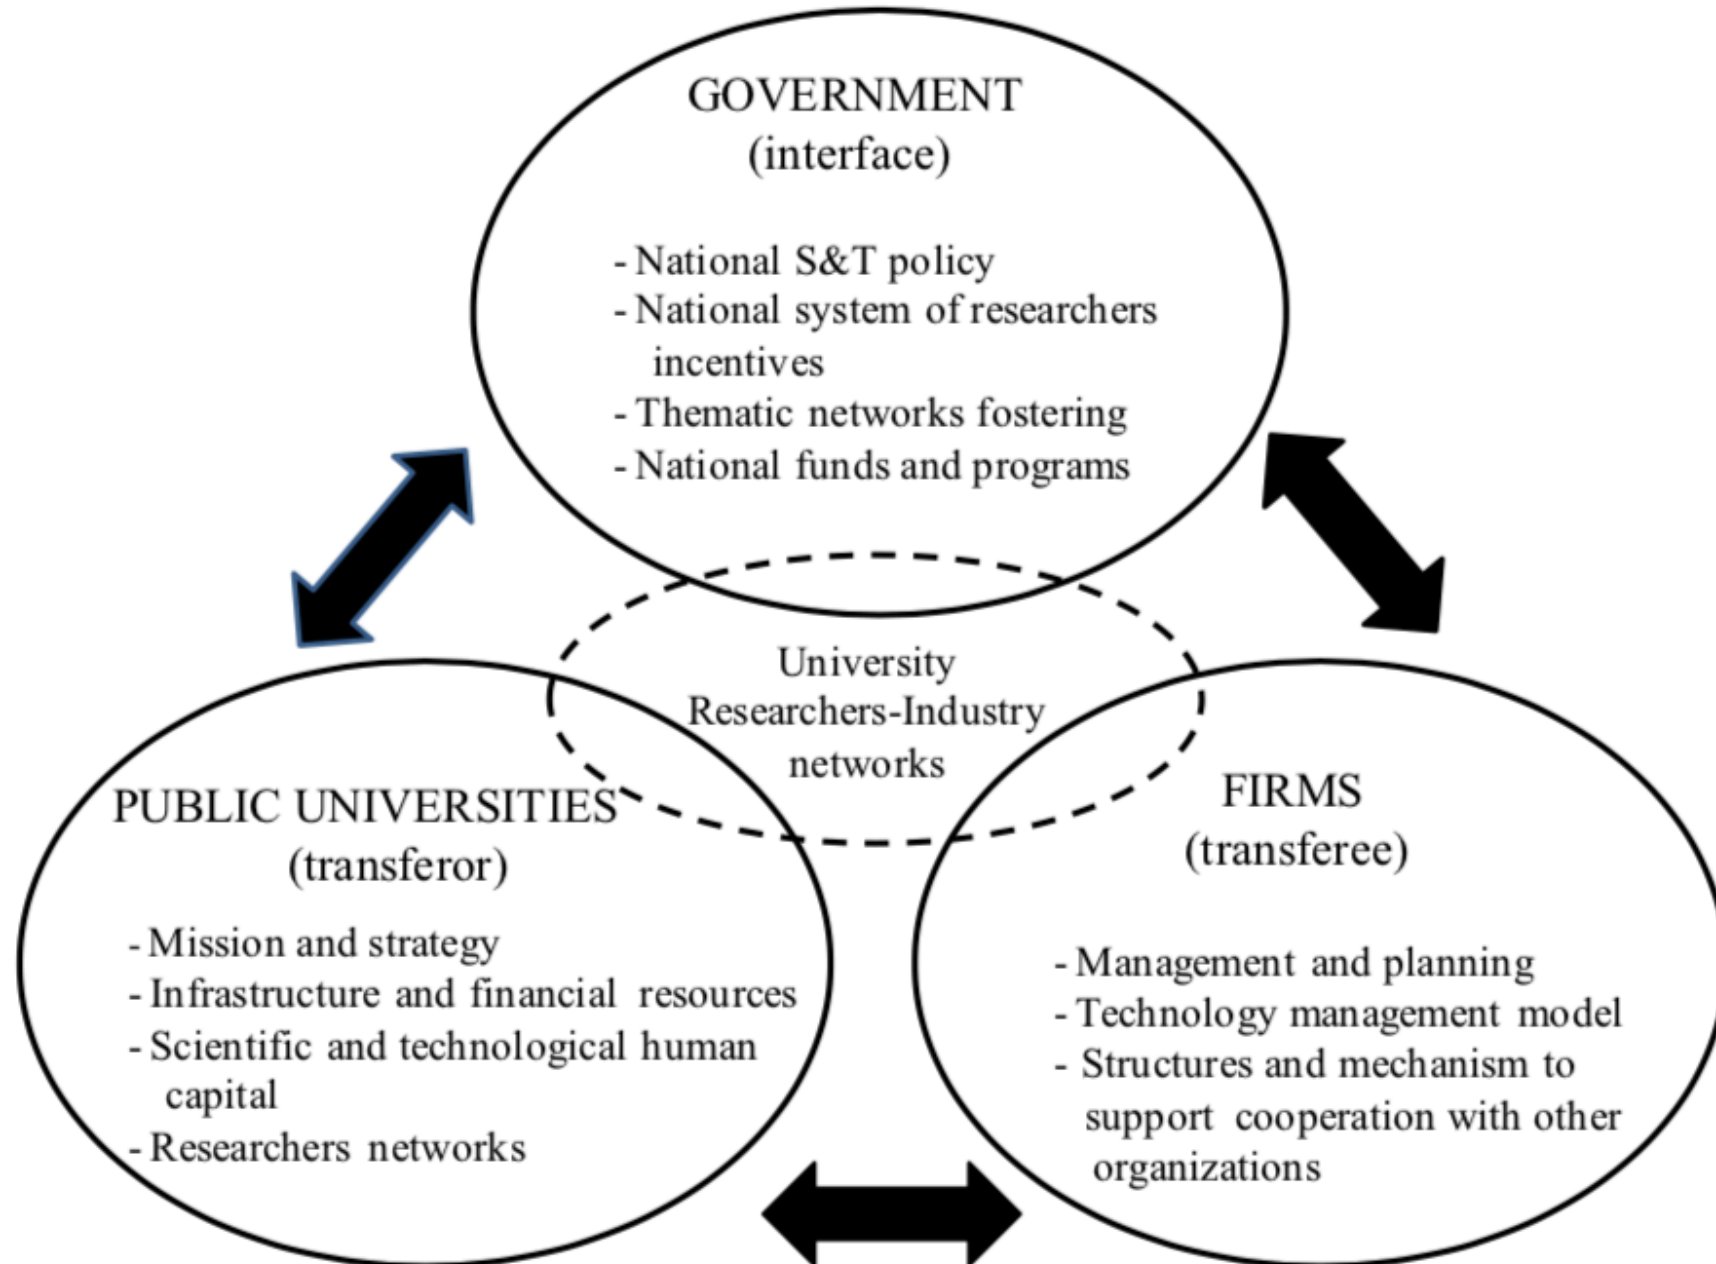 GOVERNMENT
(interface)
- National S&T policy
- National system of researchers
incentives
- Thematic networks fostering
- National funds and programs
University
Researchers-Industry
networks
PUBLIC UNIVERSITIES
(transferor)
- Mission and strategy
- Infrastructure and financial resources
- Scientific and technological human
capital
- Researchers networks
FIRMS
(transferee)
- Management and planning
- Technology management model
- Structures and mechanism to
support cooperation with other
organizations